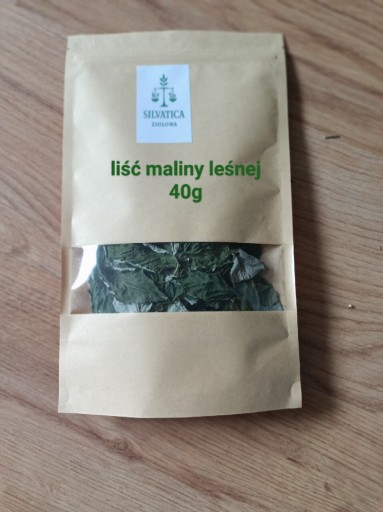 SILVATICA
ZIOŁOWA
liść maliny leśnej
40g